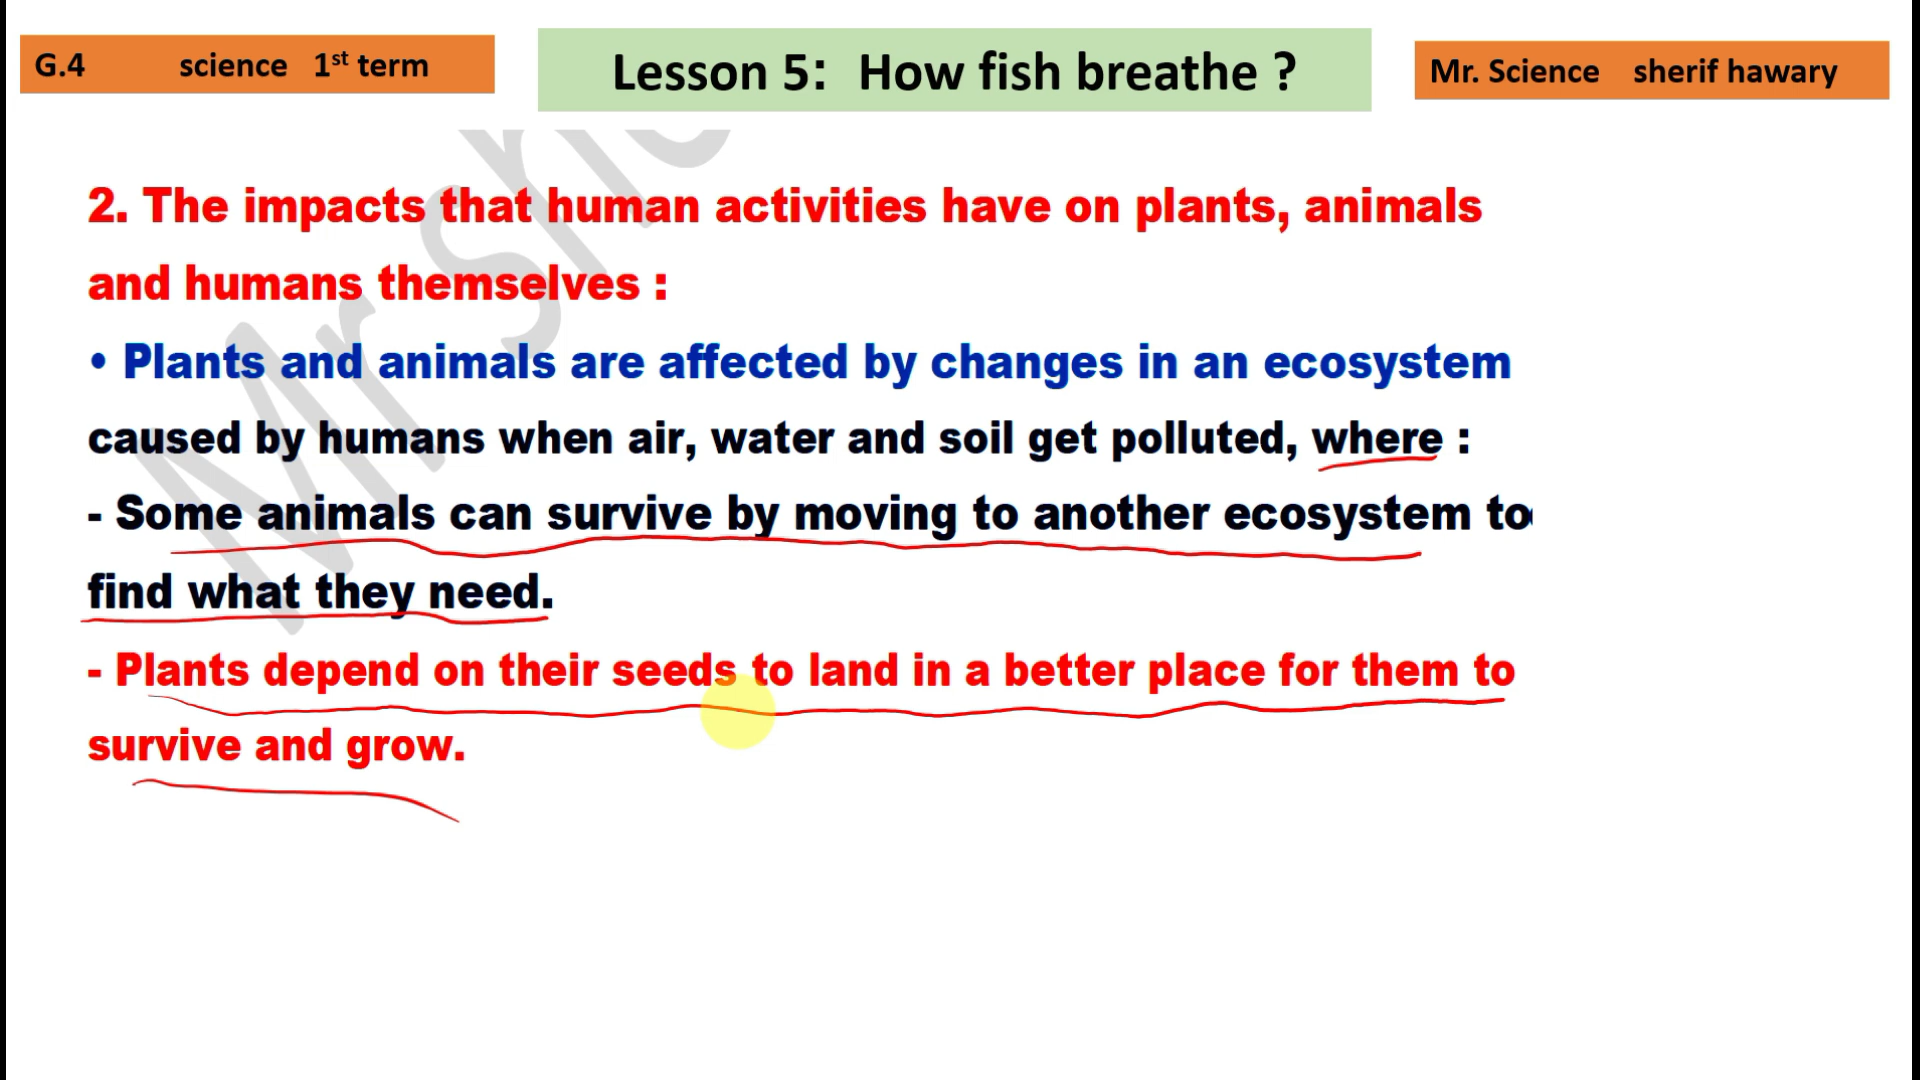 G.4 science 1st term
Lesson 5: How fish breathe ?
Mr. Science sherif hawary
2. The impacts that human activities have on plants, animals
and humans themselves :
• Plants and animals are affected by changes in an ecosystem
caused by humans when air, water and soil get polluted, where :
- Some animals can survive by moving to another ecosystem to
find what they need.
- Plants depend on their seeds to land in a better place for them to
survive and grow.